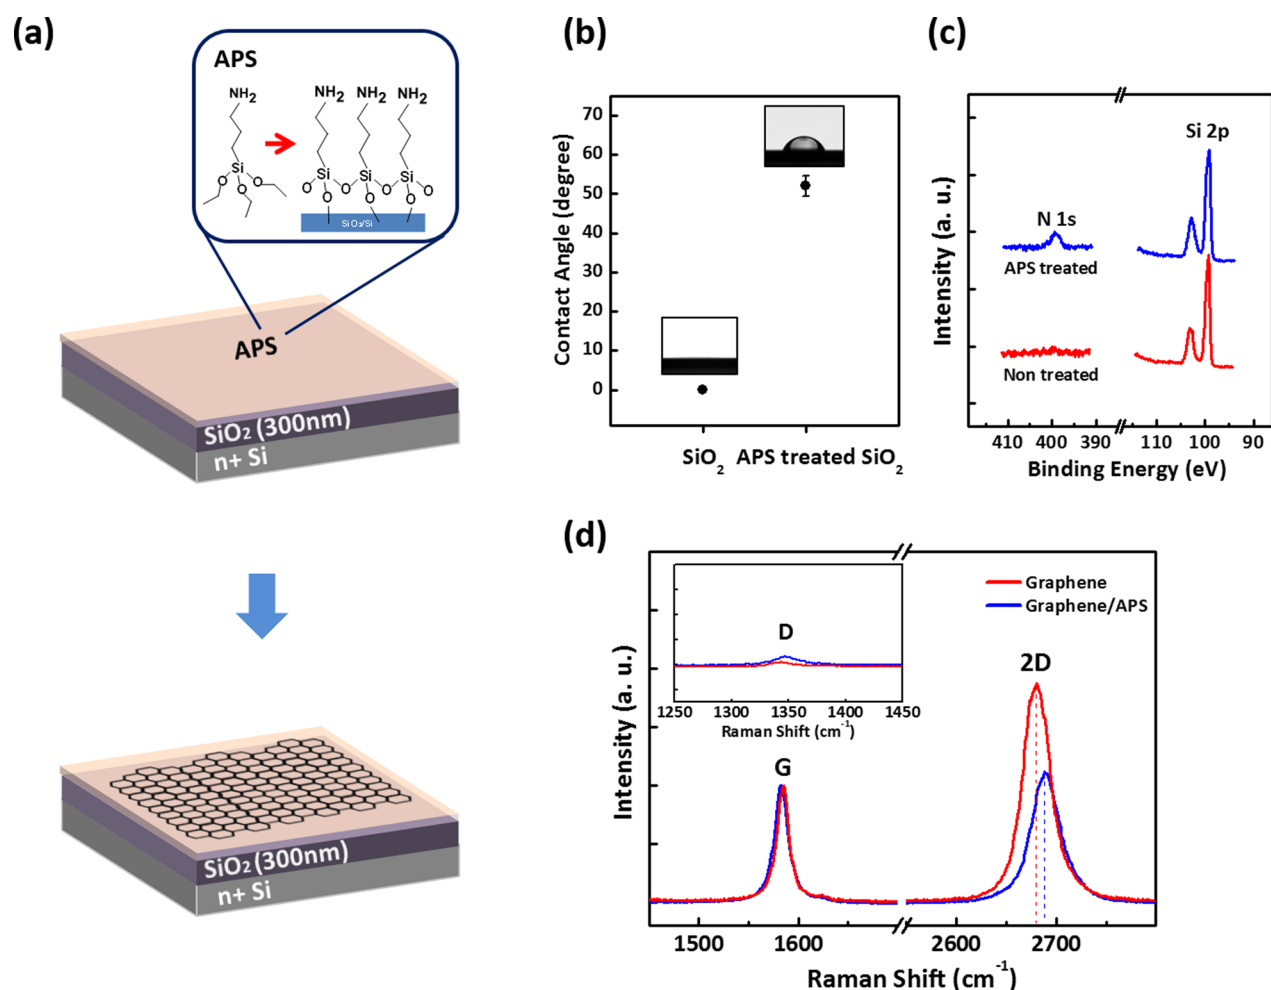 (a)
APS
NH2
NH2 NH2 NH2
Si
O O O
Si Si Si
O O O O
O O O
SiO2/Si
APS
SiO2 (300nm)
n+ Si
SiO2 (300nm)
n+ Si
(b)
Contact Angle (degree)
70
60
50
40
30
20
10
0
SiO2 APS treated SiO2
(c)
Intensity (a. u.)
Si 2p
N 1s
APS treated
Non treated
410 400 390 110 100 90
Binding Energy (eV)
(d)
Intensity (a. u.)
Graphene
Graphene/APS
D
1250 1300 1350 1400 1450
Raman Shift (cm-1)
2D
G
1500 1600 2600 2700
Raman Shift (cm-1)